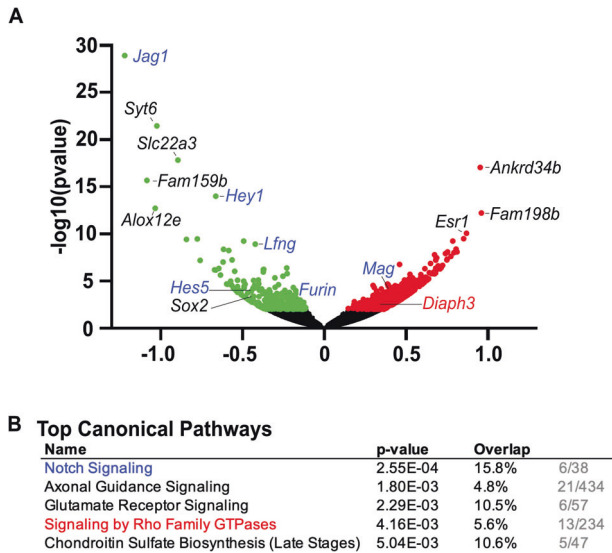 A
30
25
20
15
10
5
0
-log10(pvalue)
-1.0 -0.5 0 0.5 1.0
Jag1
Syt6
Slc22a3
Fam159b
Hey1
Alox12e
Lfng
Hes5
Furin
Sox2
Ankrd34b
Esr1
Fam198b
Mag
Diaph3
B Top Canonical Pathways
Name p-value Overlap
Notch Signaling 2.55E-04 15.8% 6/38
Axonal Guidance Signaling 1.80E-03 4.8% 21/434
Glutamate Receptor Signaling 2.29E-03 10.5% 6/57
Signaling by Rho Family GTPases 4.16E-03 5.6% 13/234
Chondroitin Sulfate Biosynthesis (Late Stages) 5.04E-03 10.6% 5/47